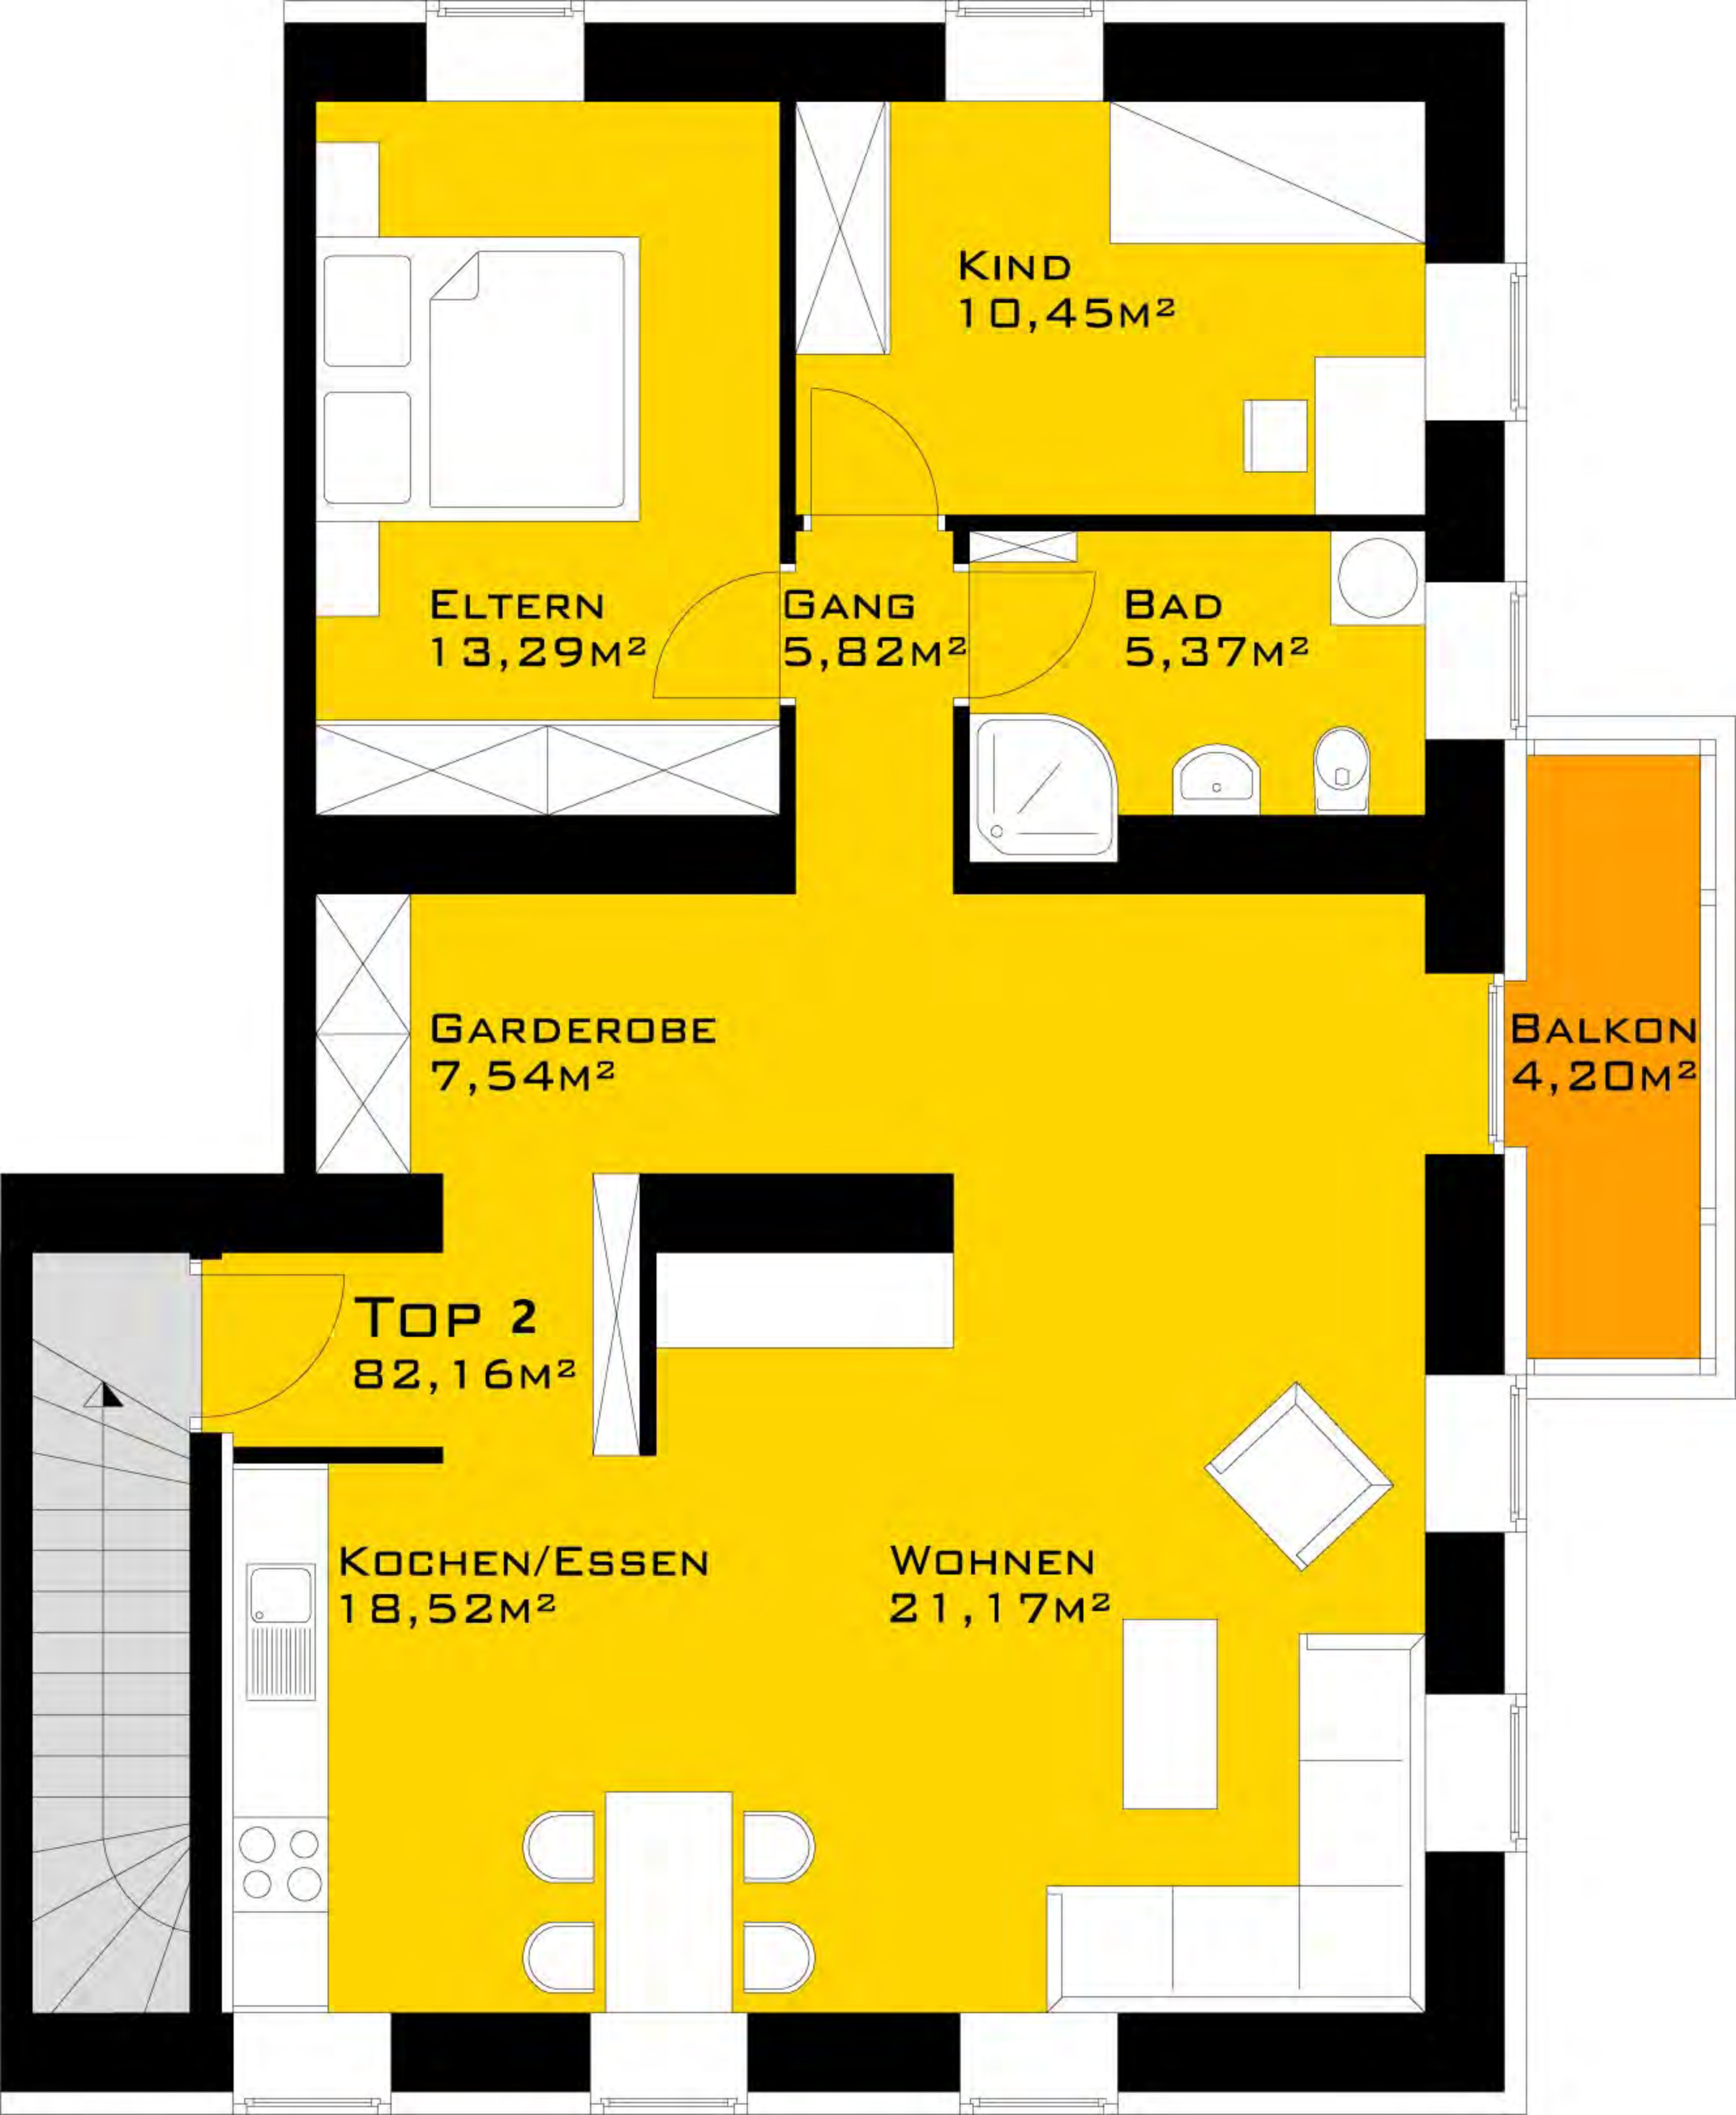 KIND
10,45M²
ELTERN
13,29M²
GANG
5,82M²
BAD
5,37M²
GARDEROBE
7,54M²
BALKON
4,20M²
TOP 2
82,16M²
KOCHEN/ESSEN
18,52M²
WOHNEN
21,17M²